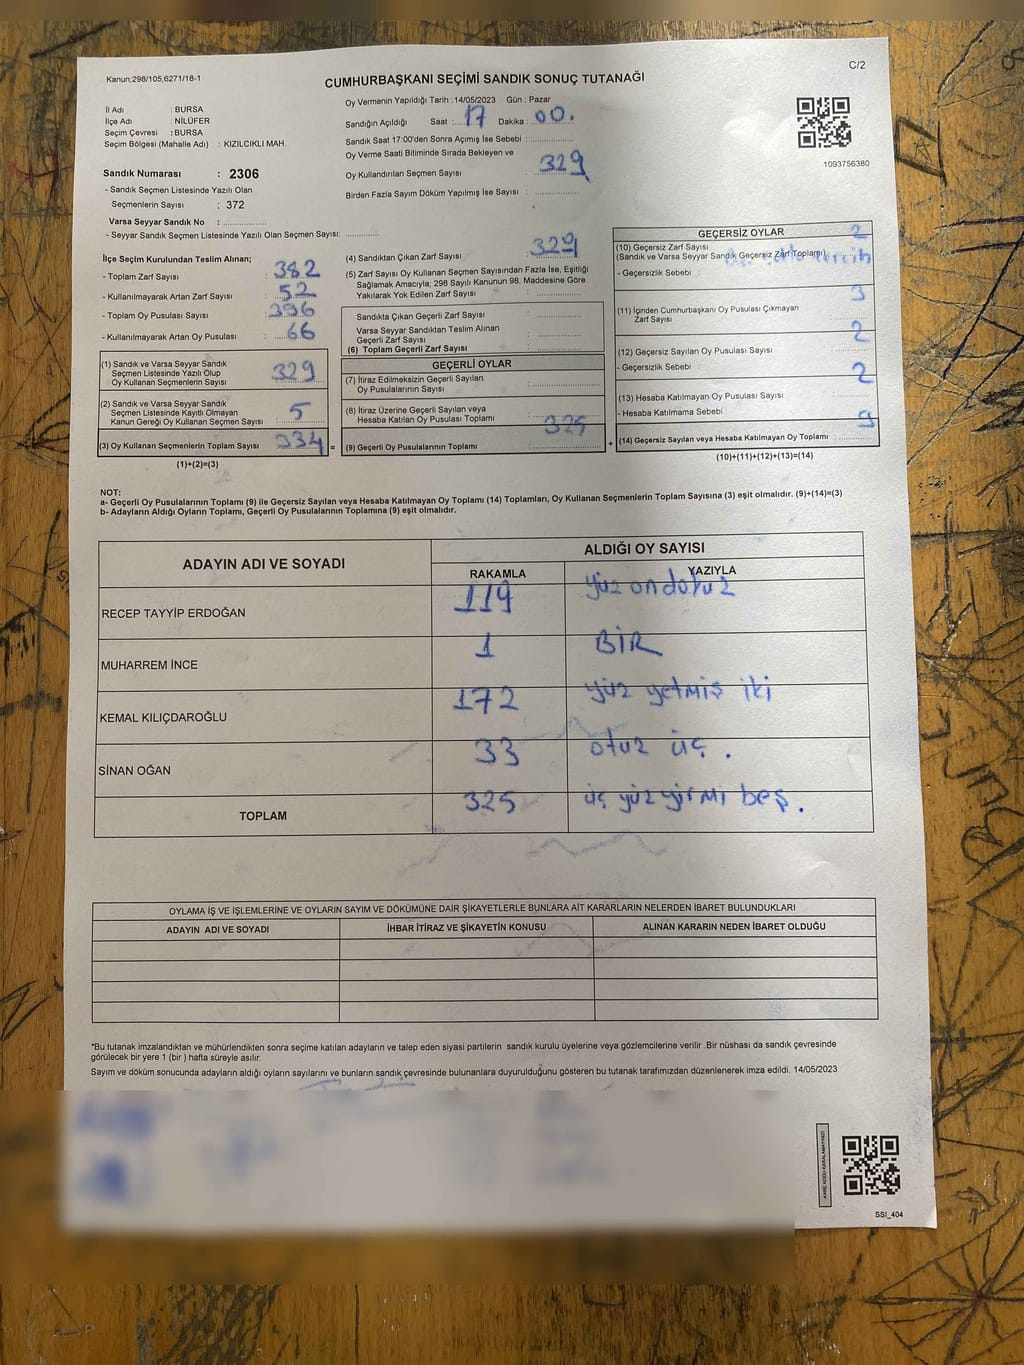 Kanun;298/105,6271/18-1
C/2
CUMHURBAŞKANI SEÇİMİ SANDIK SONUÇ TUTANAĞI
İl Adı : BURSA
İlçe Adı : NİLÜFER
Seçim Çevresi : BURSA
Seçim Bölgesi (Mahalle Adı) : KIZILCIKLI MAH.
Oy Vermenin Yapıldığı Tarih : 14/05/2023 Gün : Pazar
Sandığın Açıldığı Saat : 17 Dakika : 00.
Sandık Saat 17:00'den Sonra Açımış İse Sebebi :
Oy Verme Saati Bitiminde Sırada Bekleyen ve
Oy Kullandırılan Seçmen Sayısı : 329
Birden Fazla Sayım Döküm Yapılmış İse Sayısı :
1093756380
Sandık Numarası : 2306
- Sandık Seçmen Listesinde Yazılı Olan
Seçmenlerin Sayısı : 372
Varsa Seyyar Sandık No :
- Seyyar Sandık Seçmen Listesinde Yazılı Olan Seçmen Sayısı:
İlçe Seçim Kurulundan Teslim Alınan;
- Toplam Zarf Sayısı : 382
- Kullanılmayarak Artan Zarf Sayısı : 52
- Toplam Oy Pusulası Sayısı : 396
- Kullanılmayarak Artan Oy Pusulası : 66
(1) Sandık ve Varsa Seyyar Sandık
Seçmen Listesinde Yazılı Olup
Oy Kullanan Seçmenlerin Sayısı : 329
(2) Sandık ve Varsa Seyyar Sandık
Seçmen Listesinde Kayıtlı Olmayan
Kanun Gereği Oy Kullanan Seçmen Sayısı : 5
(3) Oy Kullanan Seçmenlerin Toplam Sayısı : 334 =
(1)+(2)=(3)
(4) Sandıktan Çıkan Zarf Sayısı : 329
(5) Zarf Sayısı Oy Kullanan Seçmen Sayısından Fazla İse, Eşitliği
Sağlamak Amacıyla; 298 Sayılı Kanunun 98. Maddesine Göre
Yakılarak Yok Edilen Zarf Sayısı :
Sandıkta Çıkan Geçerli Zarf Sayısı :
Varsa Seyyar Sandıktan Teslim Alınan
Geçerli Zarf Sayısı :
(6) Toplam Geçerli Zarf Sayısı :
GEÇERLİ OYLAR
(7) İtiraz Edilmeksizin Geçerli Sayılan
Oy Pusulalarının Sayısı :
(8) İtiraz Üzerine Geçerli Sayılan veya
Hesaba Katılan Oy Pusulası Toplamı : 325
(9) Geçerli Oy Pusulalarının Toplamı : +
GEÇERSİZ OYLAR 2
(10) Geçersiz Zarf Sayısı
(Sandık ve Varsa Seyyar Sandık Geçersiz Zarf Toplamı)
- Geçersizlik Sebebi :
3
(11) İçinden Cumhurbaşkanı Oy Pusulası Çıkmayan
Zarf Sayısı
2
(12) Geçersiz Sayılan Oy Pusulası Sayısı :
- Geçersizlik Sebebi : 2
(13) Hesaba Katılmayan Oy Pusulası Sayısı :
- Hesaba Katılmama Sebebi : 9
(14) Geçersiz Sayılan veya Hesaba Katılmayan Oy Toplamı :
(10)+(11)+(12)+(13)=(14)
NOT:
a- Geçerli Oy Pusulalarının Toplamı (9) ile Geçersiz Sayılan veya Hesaba Katılmayan Oy Toplamı (14) Toplamları, Oy Kullanan Seçmenlerin Toplam Sayısına (3) eşit olmalıdır. (9)+(14)=(3)
b- Adayların Aldığı Oyların Toplamı, Geçerli Oy Pusulalarının Toplamına (9) eşit olmalıdır.
ADAYIN ADI VE SOYADI ALDIĞI OY SAYISI
RAKAMLA YAZIYLA
RECEP TAYYİP ERDOĞAN 119 yüz ondokuz
MUHARREM İNCE 1 BİR
KEMAL KILIÇDAROĞLU 172 yüz yetmiş iki
SİNAN OĞAN 33 otuz üç.
TOPLAM 325 üç yüz yirmi beş.
OYLAMA İŞ VE İŞLEMLERİNE VE OYLARIN SAYIM VE DÖKÜMÜNE DAİR ŞİKAYETLERLE BUNLARA AİT KARARLARIN NELERDEN İBARET BULUNDUKLARI
ADAYIN ADI VE SOYADI İHBAR İTİRAZ VE ŞİKAYETİN KONUSU ALINAN KARARIN NEDEN İBARET OLDUĞU
*Bu tutanak imzalandıktan ve mühürlendikten sonra seçime katılan adayların ve talep eden siyasi partilerin sandık kurulu üyelerine veya gözlemcilerine verilir .Bir nüshası da sandık çevresinde
görülecek bir yere 1 (bir ) hafta süreyle asılır.
Sayım ve döküm sonucunda adayların aldığı oyların sayılarını ve bunların sandık çevresinde bulunanlara duyurulduğunu gösteren bu tutanak tarafımızdan düzenlenerek imza edildi. 14/05/2023
KARE KODU KARALAMAYINIZ!
SSI_404